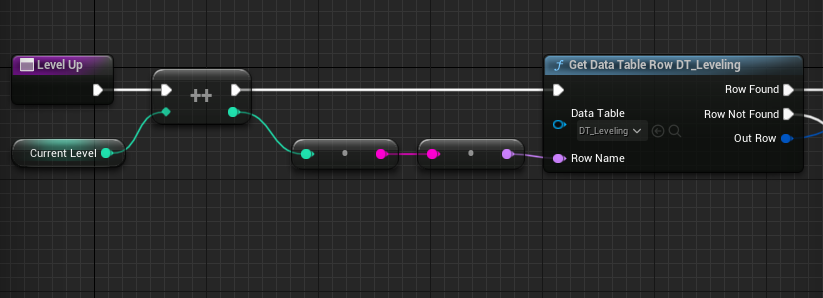 Level Up
++
Current Level
f Get Data Table Row DT_Leveling
Row Found
Row Not Found
Data Table
DT_Leveling
Out Row
Row Name